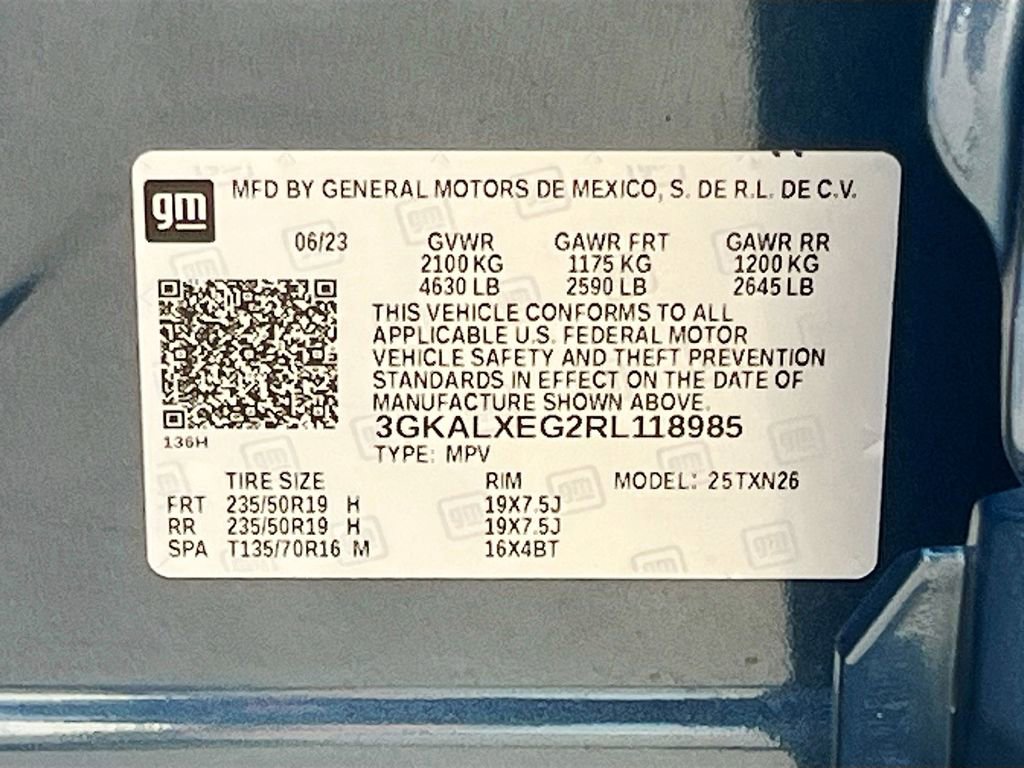 gm
MFD BY GENERAL MOTORS DE MEXICO, S. DE R.L. DE C.V.
06/23 GVWR GAWR FRT GAWR RR
2100 KG 1175 KG 1200 KG
4630 LB 2590 LB 2645 LB
THIS VEHICLE CONFORMS TO ALL
APPLICABLE U.S. FEDERAL MOTOR
VEHICLE SAFETY AND THEFT PREVENTION
STANDARDS IN EFFECT ON THE DATE OF
MANUFACTURE SHOWN ABOVE.
3GKALXEG2RL118985
136H
TYPE: MPV
TIRE SIZE RIM MODEL: 25TXN26
FRT 235/50R19 H 19X7.5J
RR 235/50R19 H 19X7.5J
SPA T135/70R16 M 16X4BT